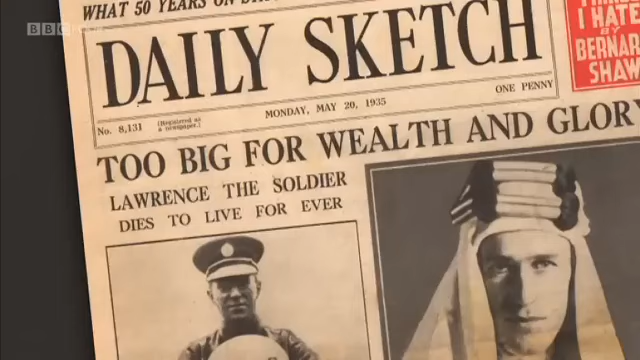 WHAT 50 YEARS ON
BBC
DAILY SKETCH
I HATE
BY
BERNAR
SHAW
No. 8,131
(Registered as
a newspaper.)
MONDAY, MAY 20, 1935
ONE PENNY
TOO BIG FOR WEALTH AND GLORY
LAWRENCE THE SOLDIER
DIES TO LIVE FOR EVER